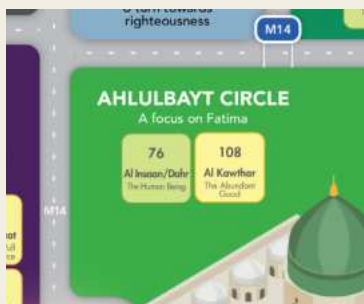 righteousness
M14
AHLULBAYT CIRCLE
A focus on Fatima
76
Al Insaan/Dahr
The Human Being
108
Al Kawthar
The Abundant
Good
M14